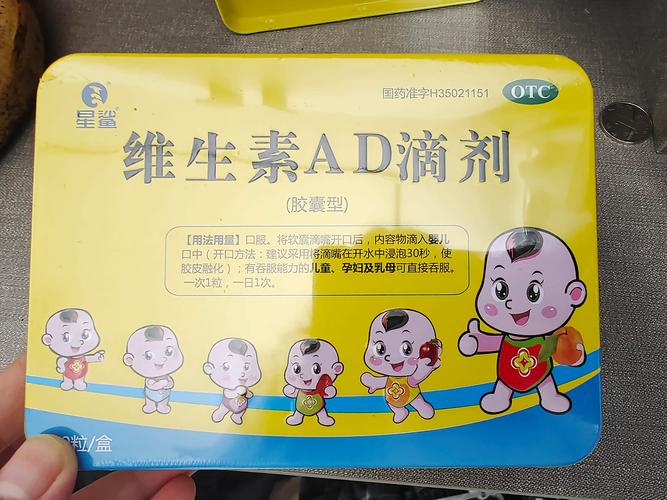 星鲨
国药准字H35021151
OTC
维生素AD滴剂
(胶囊型)
【用法用量】口服。将软囊滴嘴开口后，内容物滴入婴儿
口中（开口方法：建议采用将滴嘴在开水中浸泡30秒，使
胶皮融化）；有吞服能力的儿童、孕妇及乳母可直接吞服。
一次1粒，一日1次。
粒/盒